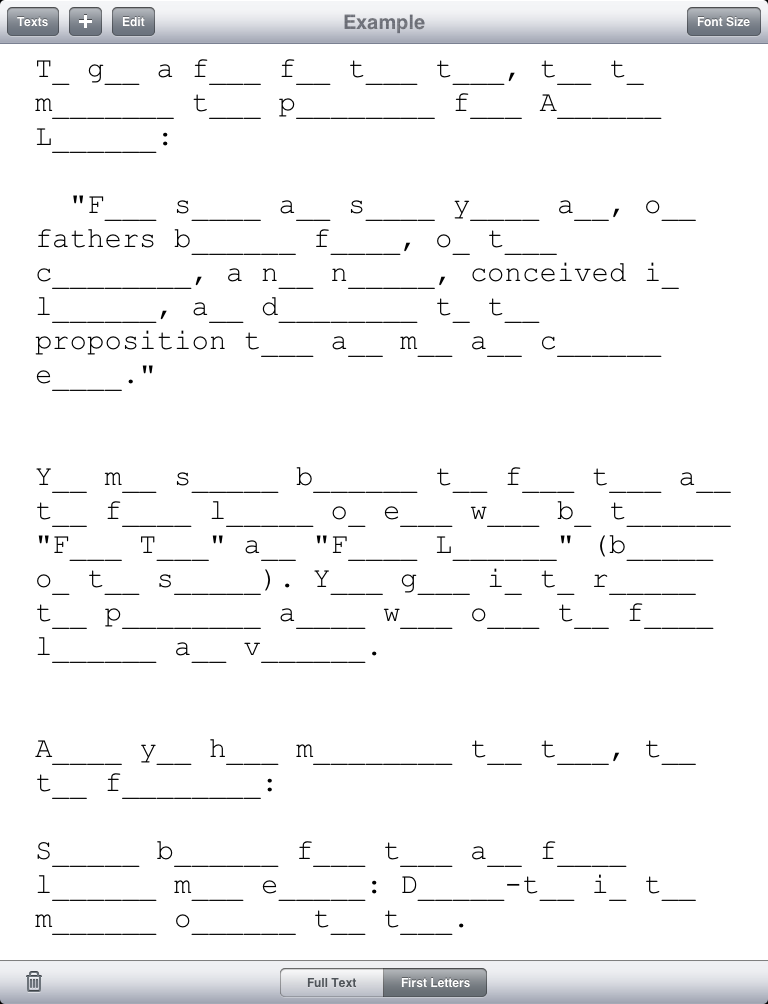 Texts + Edit Example Font Size
T_ g__ a f___ f__ t___ t___, t__ t_
m_______ t___ p________ f___ A______
L______:
"F___ s____ a__ s____ y____ a__, o__
fathers b______ f____, o_ t___
c________, a n__ n_____, conceived i_
l______, a__ d________ t_ t__
proposition t___ a__ m__ a__ c______
e____."
Y__ m__ s_____ b______ t__ f___ t___ a__
t__ f____ l______ o_ e___ w___ b_ t______
"F___ T___" a__ "F____ L______" (b_____
o_ t__ s_____). Y___ g___ i_ t_ r_____
t__ p________ a____ w___ o___ t__ f____
l______ a__ v______.
A____ y__ h___ m________ t__ t___, t__
t__ f________:
S_____ b______ f___ t___ a__ f____
l______ m___ e_____: D_____-t__ i_ t__
m______ o______ t__ t___.
Full Text First Letters